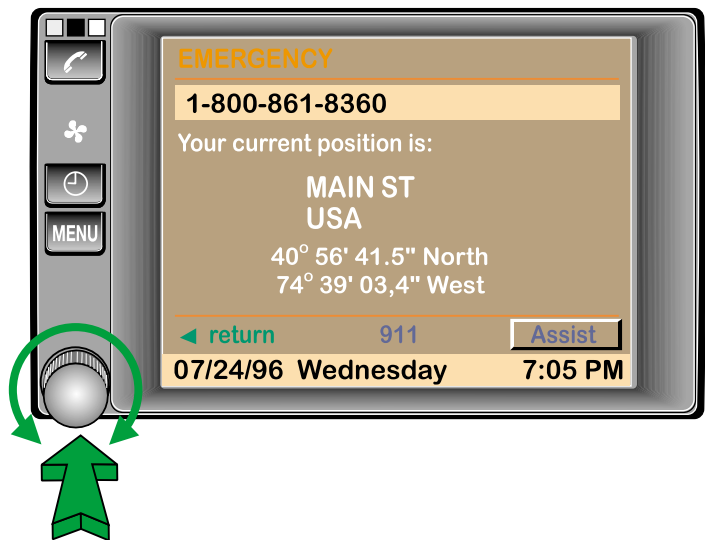 EMERGENCY
1-800-861-8360
Your current position is:
MAIN ST
USA
40° 56' 41.5" North
74° 39' 03,4" West
◄ return 911 Assist
07/24/96 Wednesday 7:05 PM
MENU